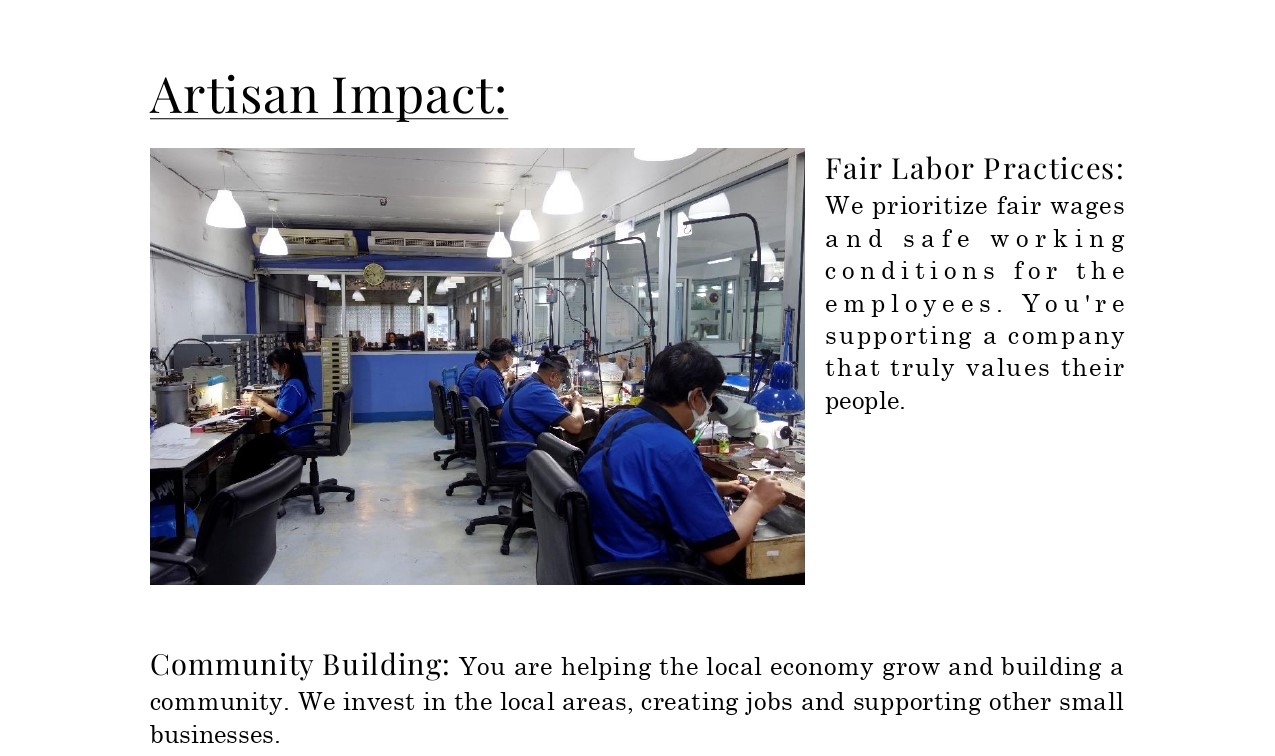 Artisan Impact:
Fair Labor Practices:
We prioritize fair wages
and safe working
conditions for the
employees. You're
supporting a company
that truly values their
people.
Community Building: You are helping the local economy grow and building a
community. We invest in the local areas, creating jobs and supporting other small
businesses.